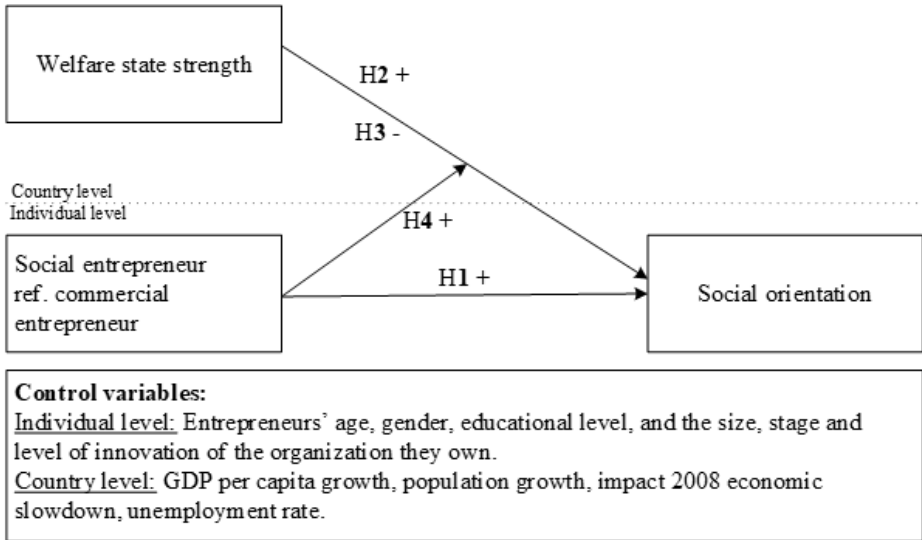 Welfare state strength
H2 +
H3 -
Country level
Individual level
H4 +
Social entrepreneur
ref. commercial
entrepreneur
H1 +
Social orientation
Control variables:
Individual level: Entrepreneurs’ age, gender, educational level, and the size, stage and
level of innovation of the organization they own.
Country level: GDP per capita growth, population growth, impact 2008 economic
slowdown, unemployment rate.